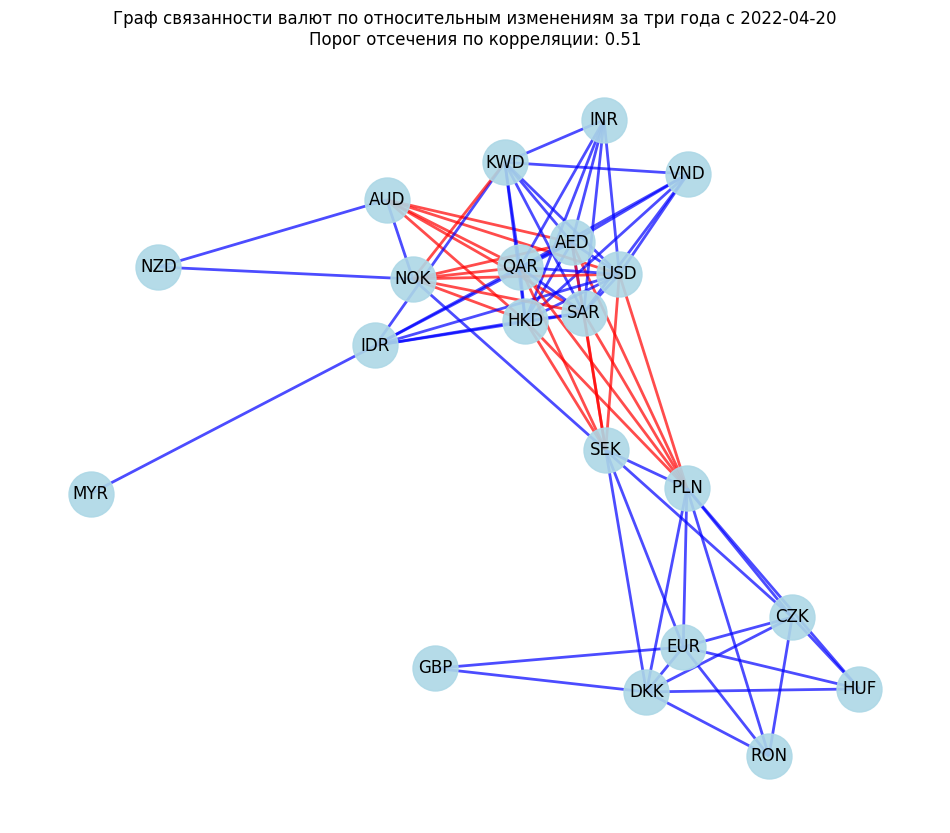 Граф связанности валют по относительным изменениям за три года с 2022-04-20
Порог отсечения по корреляции: 0.51
INR
KWD
VND
AUD
AED
NZD
QAR
USD
NOK
SAR
HKD
IDR
SEK
PLN
MYR
CZK
EUR
GBP
DKK
HUF
RON